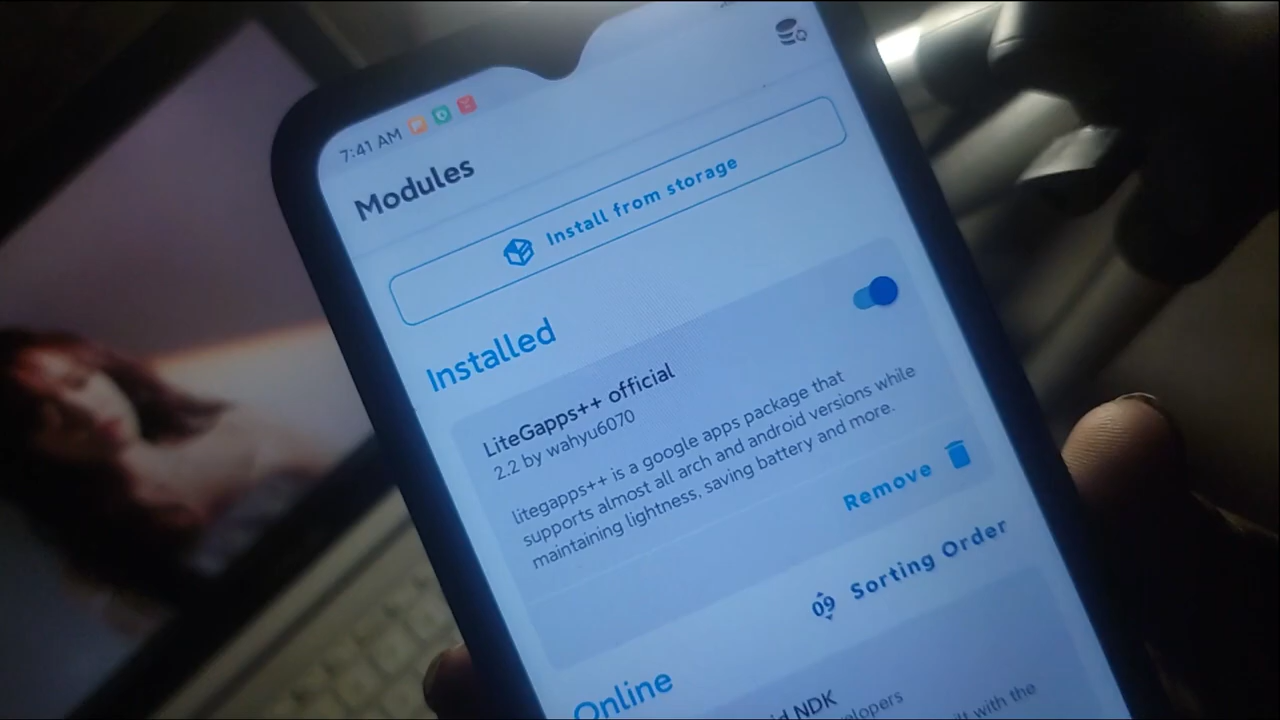 7:41 AM
Modules
Install from storage
Installed
LiteGapps++ official
2.2 by wahyu6070
litegapps++ is a google apps package that
supports almost all arch and android versions while
maintaining lightness, saving battery and more.
Remove
Sorting Order
Online
NDK
with the